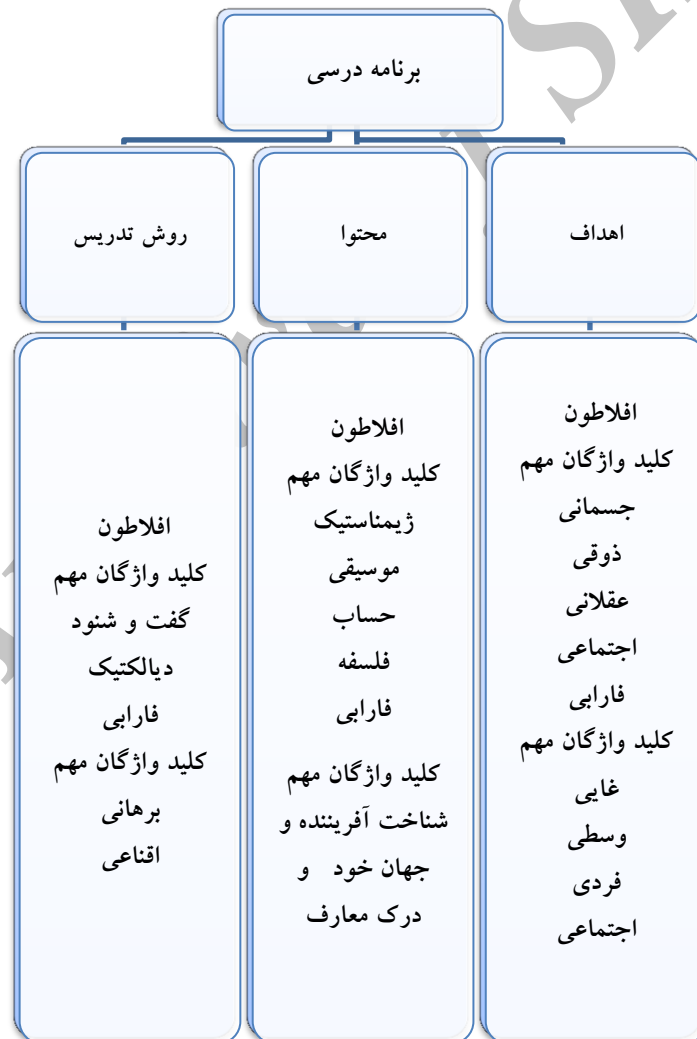 برنامه درسی
اهداف
محتوا
روش تدریس
افلاطون
کلید واژگان مهم
جسمانی
ذوقی
عقلانی
اجتماعی
فارابی
کلید واژگان مهم
غایی
وسطی
فردی
اجتماعی
افلاطون
کلید واژگان مهم
ژیمناستیک
موسیقی
حساب
فلسفه
فارابی
کلید واژگان مهم
شناخت آفریننده و
جهان خود و
درک معارف
افلاطون
کلید واژگان مهم
گفت و شنود
دیالکتیک
فارابی
کلید واژگان مهم
برهانی
اقناعی